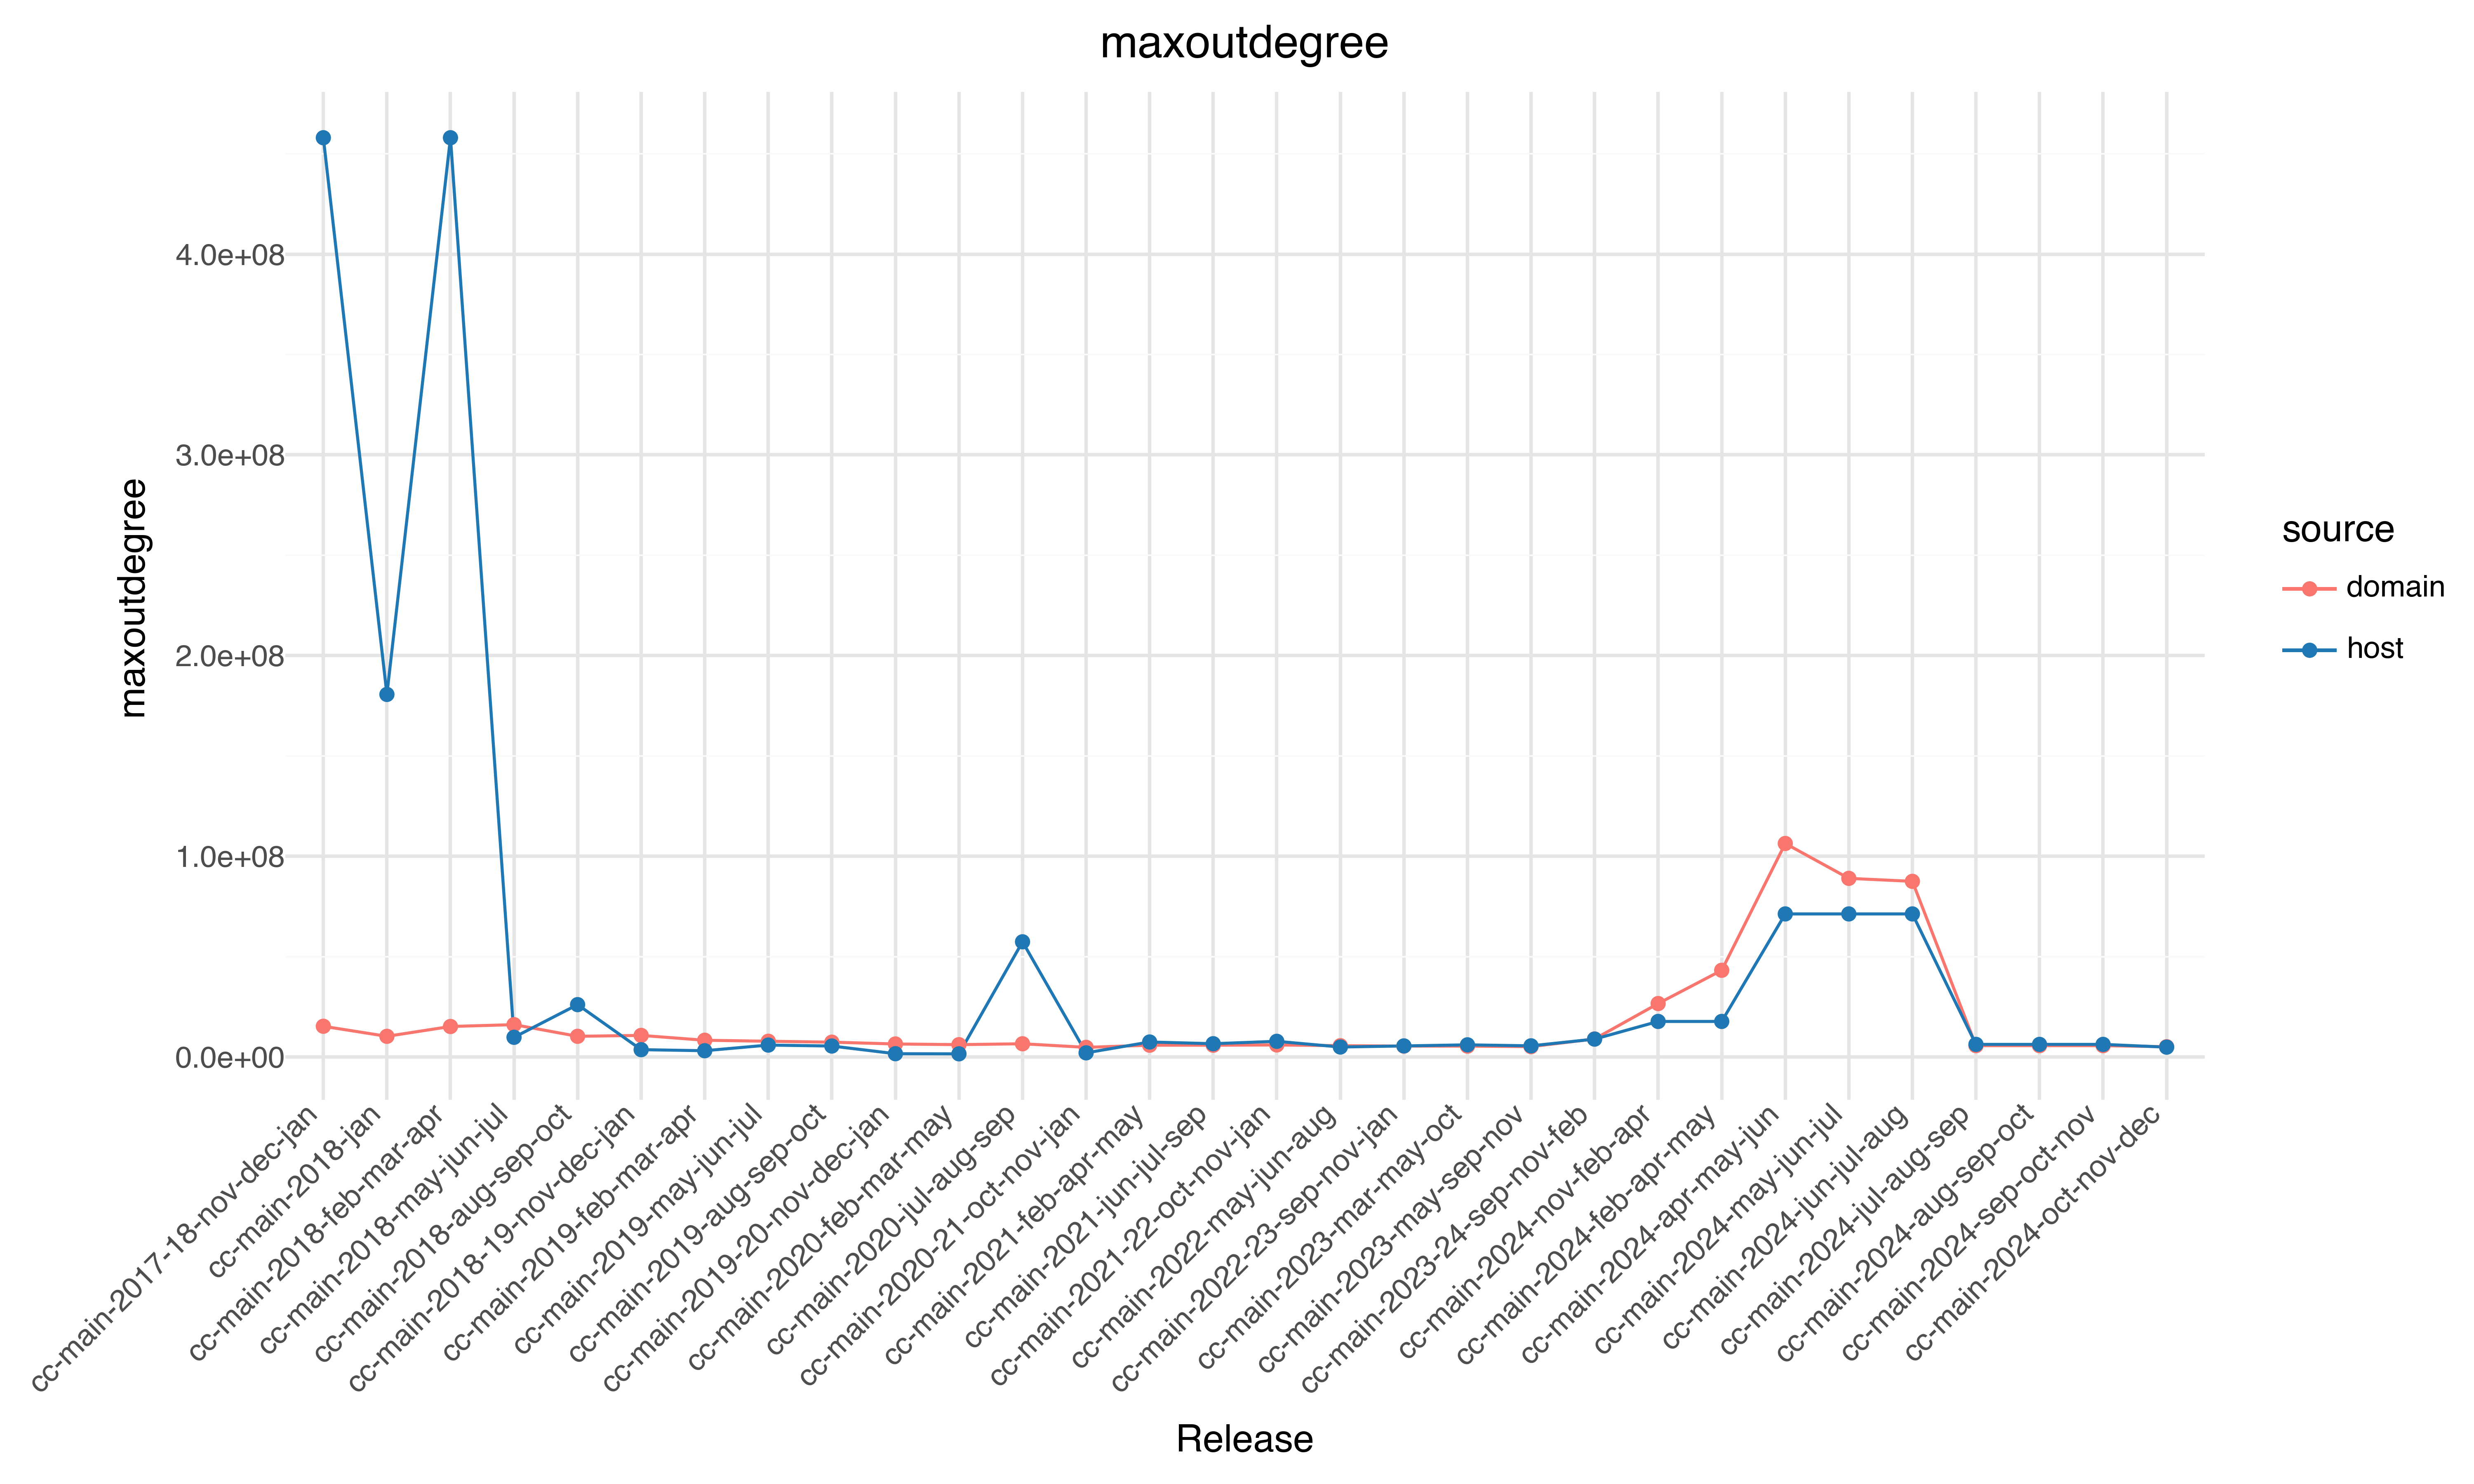 maxoutdegree
maxoutdegree
4.0e+08
3.0e+08
2.0e+08
1.0e+08
0.0e+00
source
domain
host
cc-main-2017-18-nov-dec-jan
cc-main-2018-jan
cc-main-2018-feb-mar-apr
cc-main-2018-may-jun-jul
cc-main-2018-aug-sep-oct
cc-main-2018-19-nov-dec-jan
cc-main-2019-feb-mar-apr
cc-main-2019-may-jun-jul
cc-main-2019-aug-sep-oct
cc-main-2019-20-nov-dec-jan
cc-main-2020-feb-mar-may
cc-main-2020-jul-aug-sep
cc-main-2020-21-oct-nov-jan
cc-main-2021-feb-apr-may
cc-main-2021-jun-jul-sep
cc-main-2021-22-oct-nov-jan
cc-main-2022-may-jun-aug
cc-main-2022-23-sep-nov-jan
cc-main-2023-mar-may-oct
cc-main-2023-may-sep-nov
cc-main-2023-24-sep-nov-feb
cc-main-2024-nov-feb-apr
cc-main-2024-feb-apr-may
cc-main-2024-apr-may-jun
cc-main-2024-may-jun-jul
cc-main-2024-jun-jul-aug
cc-main-2024-jul-aug-sep
cc-main-2024-aug-sep-oct
cc-main-2024-sep-oct-nov
cc-main-2024-oct-nov-dec
Release